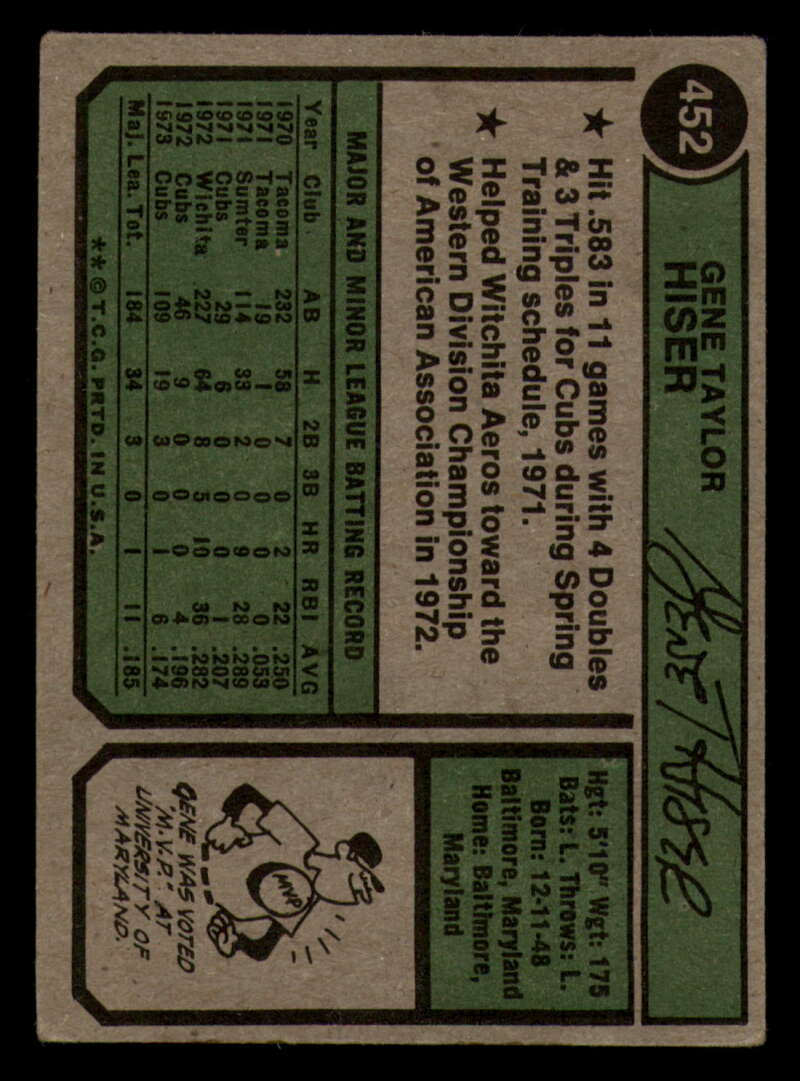 452
GENE TAYLOR
HISER
Gene T Hiser
★ Hit .583 in 11 games with 4 Doubles
& 3 Triples for Cubs during Spring
Training schedule, 1971.
★ Helped Witchita Aeros toward the
Western Division Championship
of American Association in 1972.
MAJOR AND MINOR LEAGUE BATTING RECORD
Year Club AB H 2B 3B HR RBI AVG
1970 Tacoma 232 58 7 0 2 22 .250
1971 Tacoma 19 1 0 0 0 0 .053
1971 Sumter 114 33 2 0 9 28 .289
1971 Cubs 29 6 0 0 0 1 .207
1972 Wichita 227 64 8 5 10 36 .282
1972 Cubs 46 9 0 0 0 4 .196
1973 Cubs 109 19 3 0 1 6 .174
Maj. Lea. Tot. 184 34 3 0 1 11 .185
**©T.C.G. PRTD. IN U.S.A.
Hgt: 5'10" Wgt: 175
Bats: L. Throws: L.
Born: 12-11-48
Baltimore, Maryland
Home: Baltimore,
Maryland
MVP
GENE WAS VOTED
"M.V.P." AT
UNIVERSITY OF
MARYLAND.